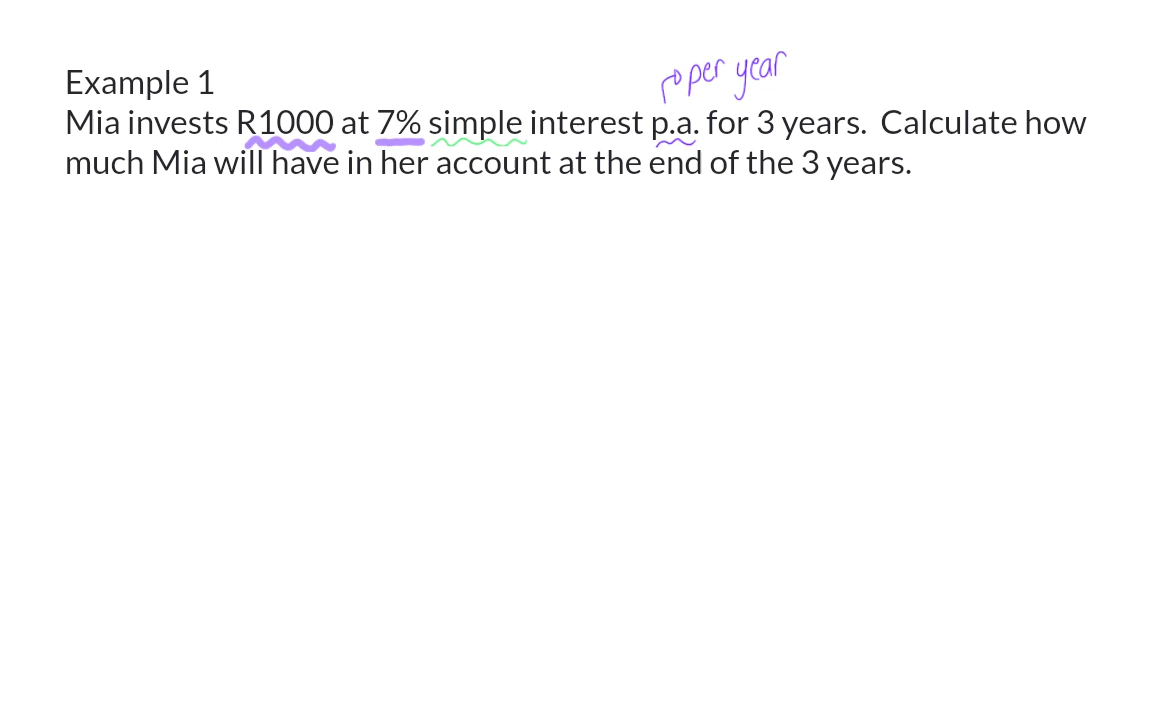 Example 1
per year
Mia invests R1000 at 7% simple interest p.a. for 3 years. Calculate how
much Mia will have in her account at the end of the 3 years.